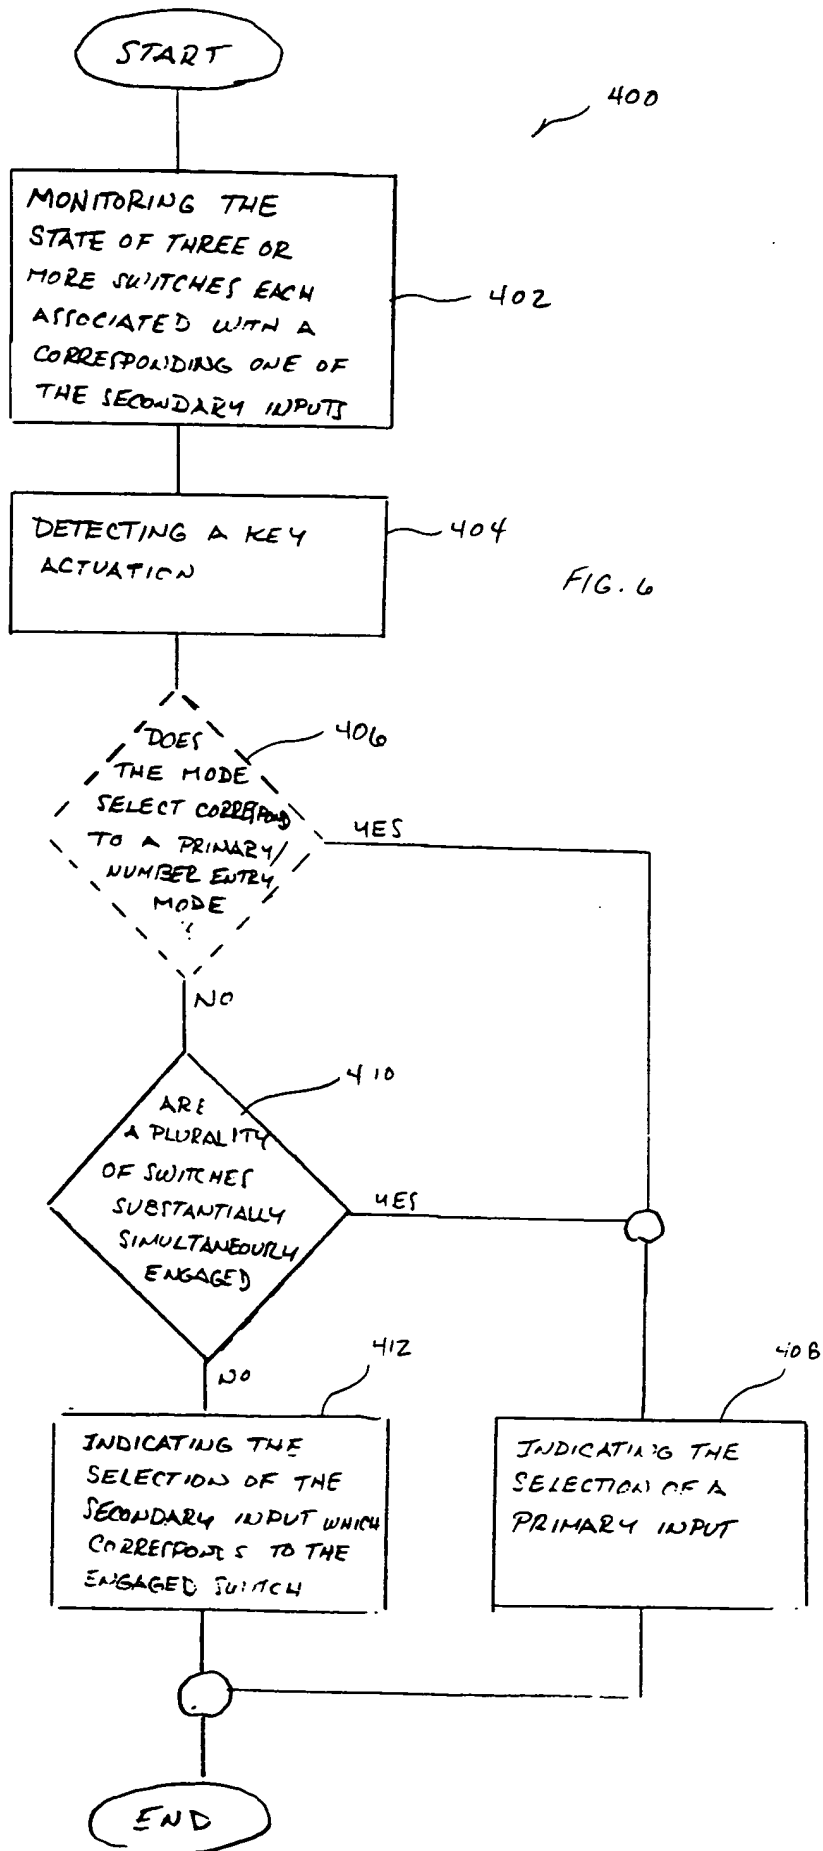 START
400
MONITORING THE
STATE OF THREE OR
MORE SWITCHES EACH
ASSOCIATED WITH A
CORRESPONDING ONE OF
THE SECONDARY INPUTS
402
DETECTING A KEY
ACTUATION
404
FIG. 6
DOES
THE MODE
SELECT CORRESPOND
TO A PRIMARY/
NUMBER ENTRY
MODE
?
406
YES
NO
ARE
A PLURALITY
OF SWITCHES
SUBSTANTIALLY
SIMULTANEOUSLY
ENGAGED
410
YES
NO
412
INDICATING THE
SELECTION OF THE
SECONDARY INPUT WHICH
CORRESPONDS TO THE
ENGAGED SWITCH
408
INDICATING THE
SELECTION OF A
PRIMARY INPUT
END